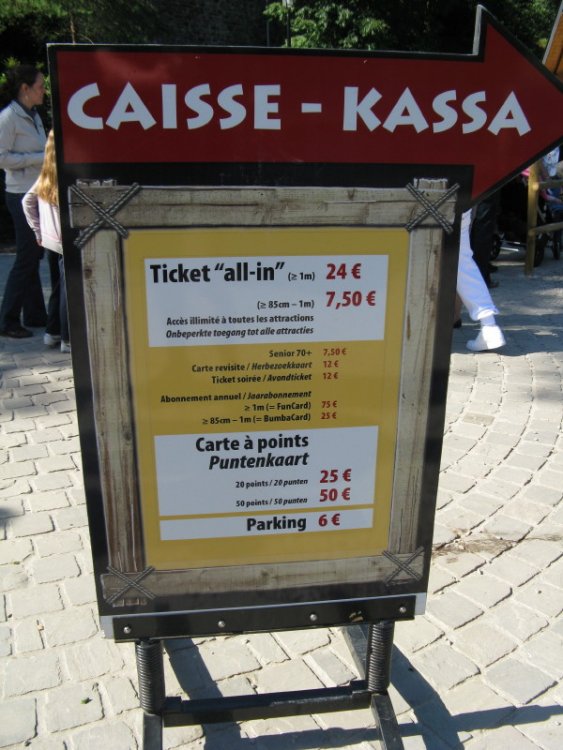 CAISSE - KASSA
Ticket "all-in" (≥ 1m) 24 €
(≥ 85cm – 1m) 7,50 €
Accès illimité à toutes les attractions
Onbeperkte toegang tot alle attracties
Senior 70+ 7,50 €
Carte revisite / Herbezoekkaart 12 €
Ticket soirée / Avondticket 12 €
Abonnement annuel / Jaarabonnement
≥ 1m (= FanCard) 75 €
≥ 85cm – 1m (= BumbaCard) 25 €
Carte à points
Puntenkaart
20 points / 20 punten 25 €
50 points / 50 punten 50 €
Parking 6 €